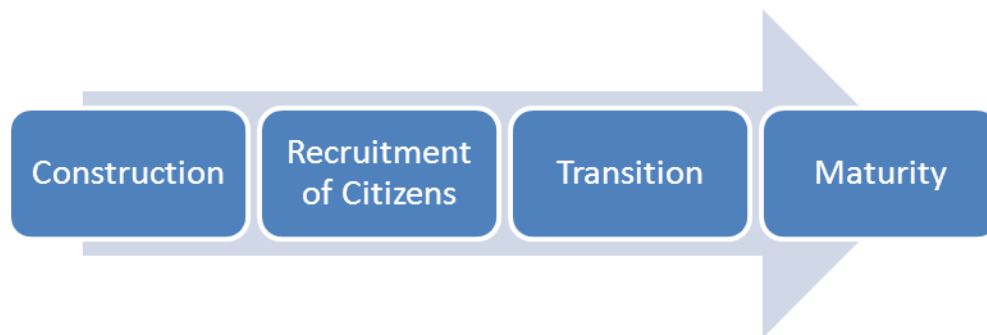 Construction
Recruitment
of Citizens
Transition
Maturity